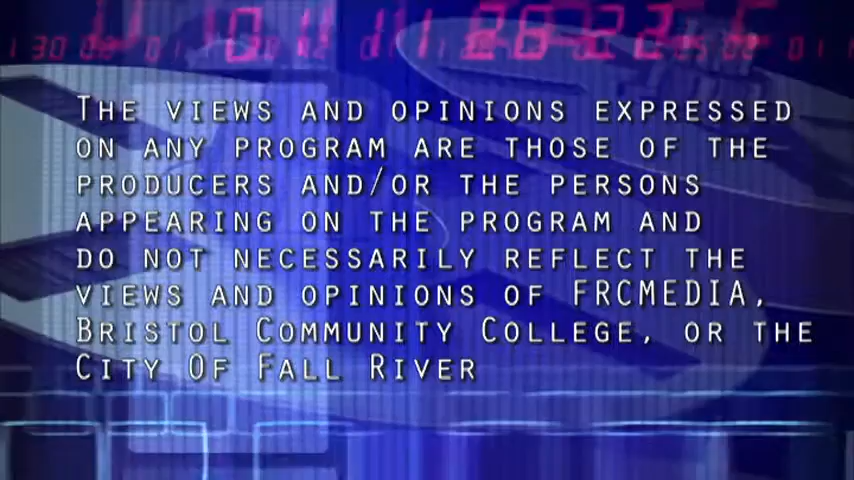 THE VIEWS AND OPINIONS EXPRESSED
ON ANY PROGRAM ARE THOSE OF THE
PRODUCERS AND/OR THE PERSONS
APPEARING ON THE PROGRAM AND
DO NOT NECESSARILY REFLECT THE
VIEWS AND OPINIONS OF FRCMEDIA,
BRISTOL COMMUNITY COLLEGE, OR THE
CITY OF FALL RIVER